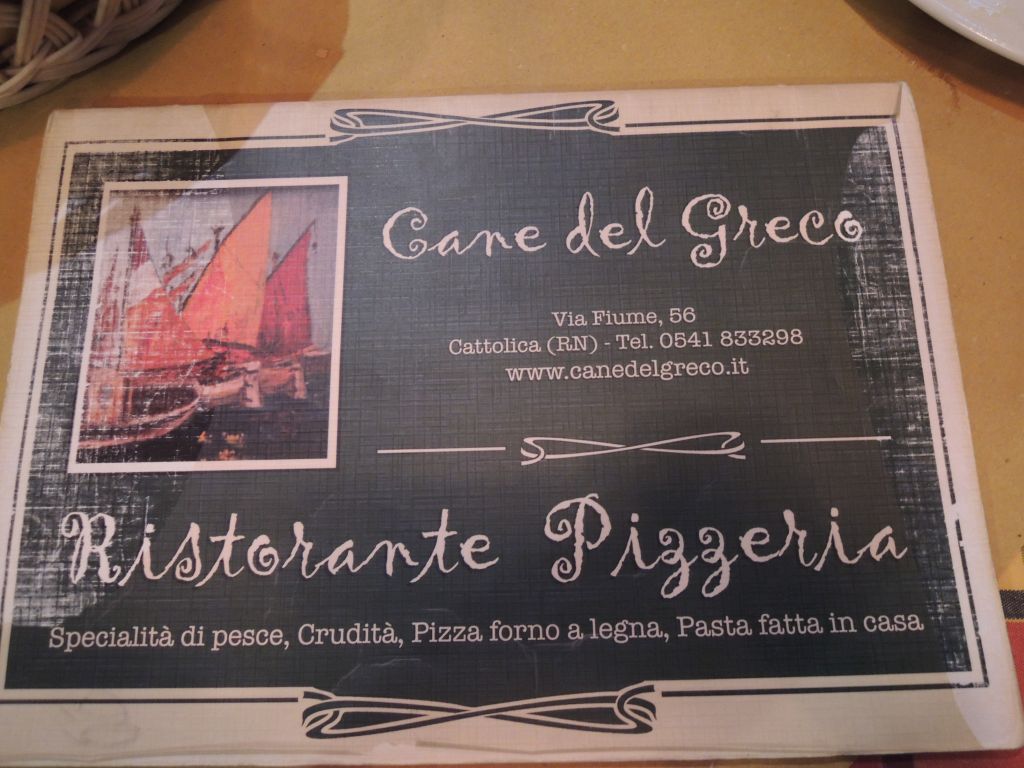 Cane del Greco
Via Fiume, 56
Cattolica (RN) - Tel. 0541 833298
www.canedelgreco.it
Ristorante Pizzeria
Specialità di pesce, Crudità, Pizza forno a legna, Pasta fatta in casa